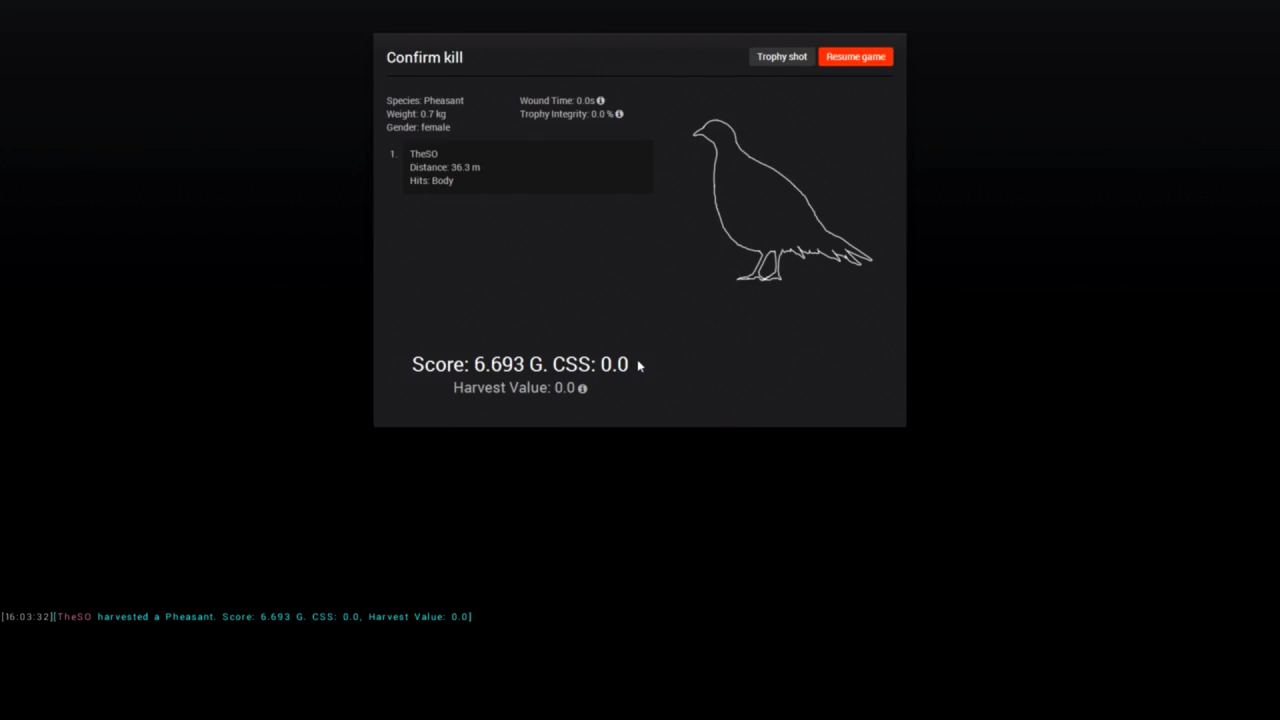 Confirm kill
Trophy shot
Resume game
Species: Pheasant
Weight: 0.7 kg
Gender: female
Wound Time: 0.0s
Trophy Integrity: 0.0 %
1.
TheSO
Distance: 36.3 m
Hits: Body
Score: 6.693 G. CSS: 0.0
Harvest Value: 0.0
[16:03:32][TheSO harvested a Pheasant. Score: 6.693 G. CSS: 0.0, Harvest Value: 0.0]